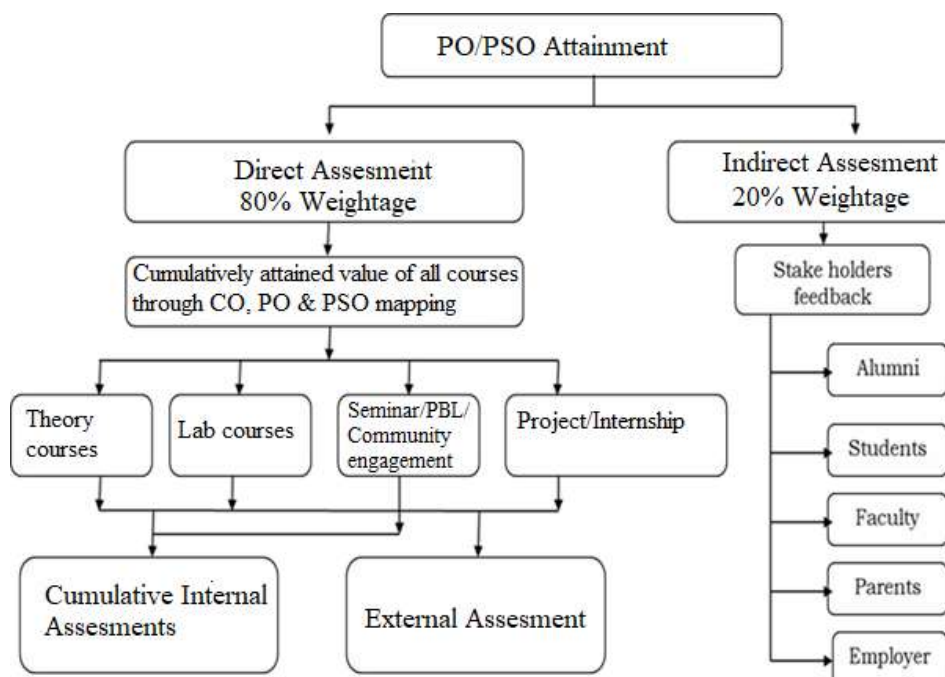 PO/PSO Attainment
Direct Assesment
80% Weightage
Indirect Assesment
20% Weightage
Cumulatively attained value of all courses
through CO, PO & PSO mapping
Stake holders
feedback
Theory
courses
Lab courses
Seminar/PBL/
Community
engagement
Project/Internship
Alumni
Students
Faculty
Parents
Employer
Cumulative Internal
Assesments
External Assesment